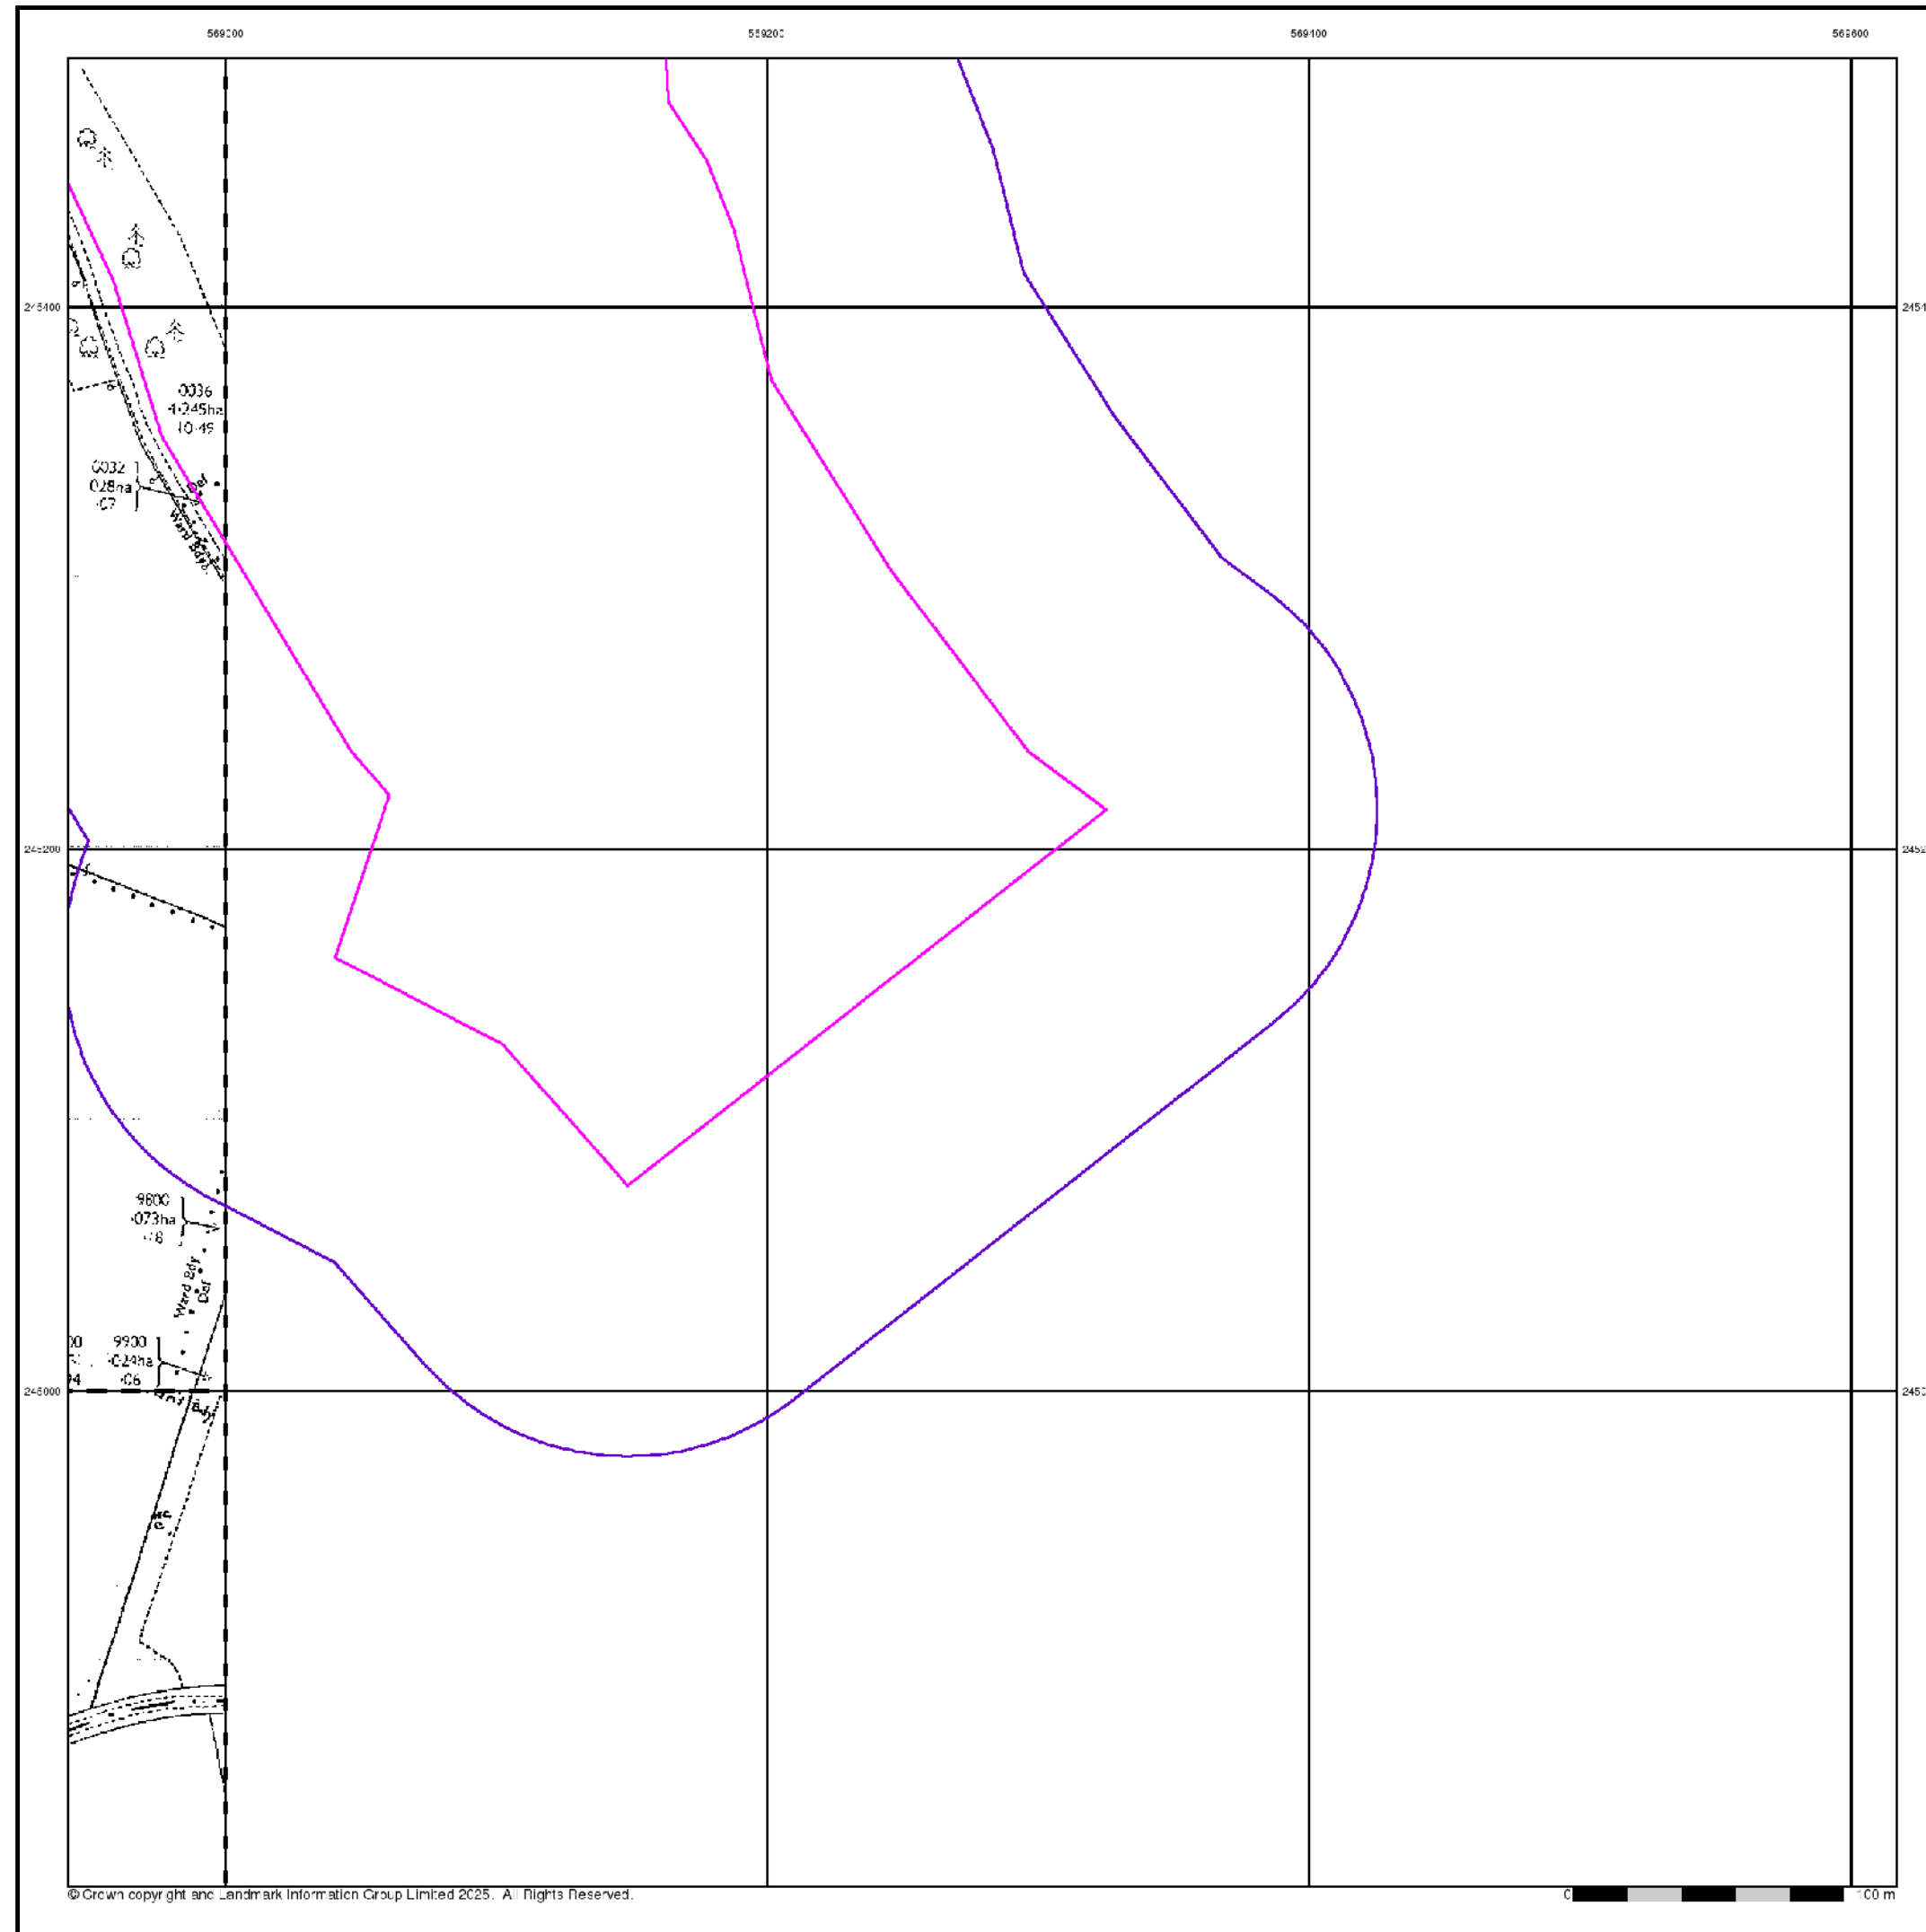 569000 569200 569400 569600
245400
0036
4·245ha
10·49
0032
·028ha
·07
Def
Ward Bdy
245200
9800
·073ha
·18
Ward Bdy
Def
00
94
9900
·024ha
·06
245000
© Crown copyright and Landmark Information Group Limited 2025. All Rights Reserved.
0 100 m